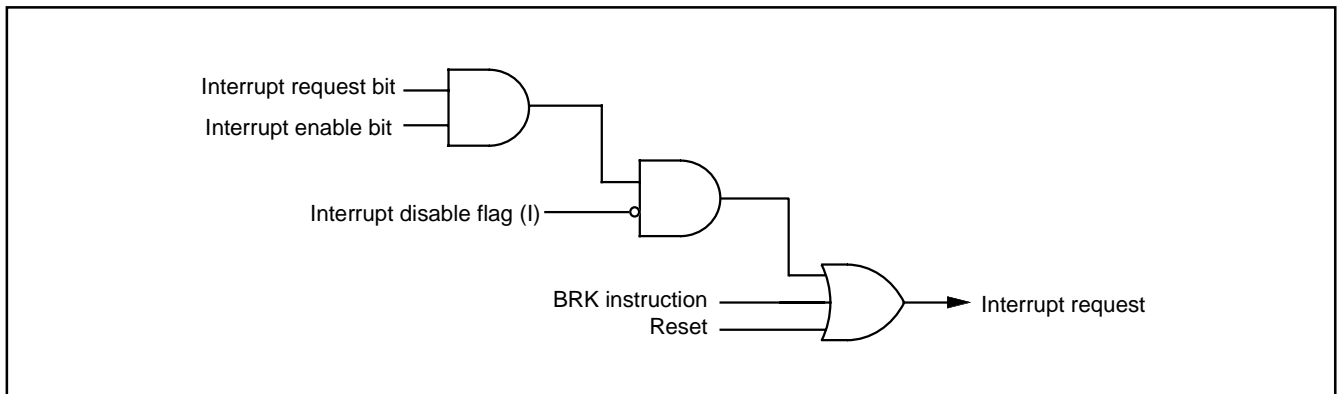 Interrupt request bit
Interrupt enable bit
Interrupt disable flag (I)
BRK instruction
Reset
Interrupt request